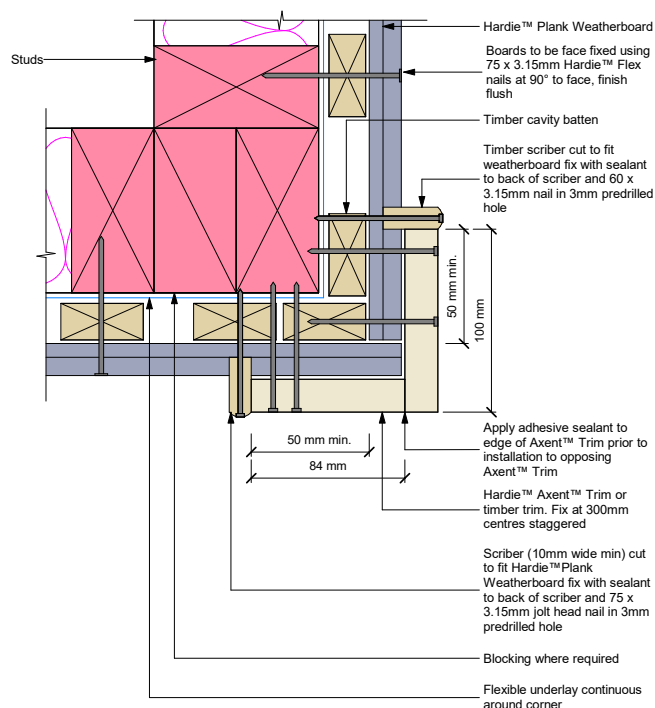 Hardie™ Plank Weatherboard
Studs
Boards to be face fixed using
75 x 3.15mm Hardie™ Flex
nails at 90° to face, finish
flush
Timber cavity batten
Timber scriber cut to fit
weatherboard fix with sealant
to back of scriber and 60 x
3.15mm nail in 3mm predrilled
hole
50 mm min.
100 mm
50 mm min.
84 mm
Apply adhesive sealant to
edge of Axent™ Trim prior to
installation to opposing
Axent™ Trim
Hardie™ Axent™ Trim or
timber trim. Fix at 300mm
centres staggered
Scriber (10mm wide min) cut
to fit Hardie™Plank
Weatherboard fix with sealant
to back of scriber and 75 x
3.15mm jolt head nail in 3mm
predrilled hole
Blocking where required
Flexible underlay continuous
around corner